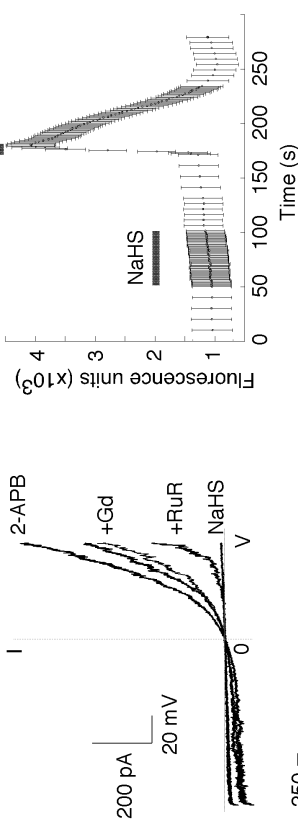 I
200 pA
20 mV
2-APB
+Gd
+RuR
NaHS
V
0
250
Fluorescence units (x10³)
4
3
2
1
NaHS
0
50
100
150
200
250
Time (s)